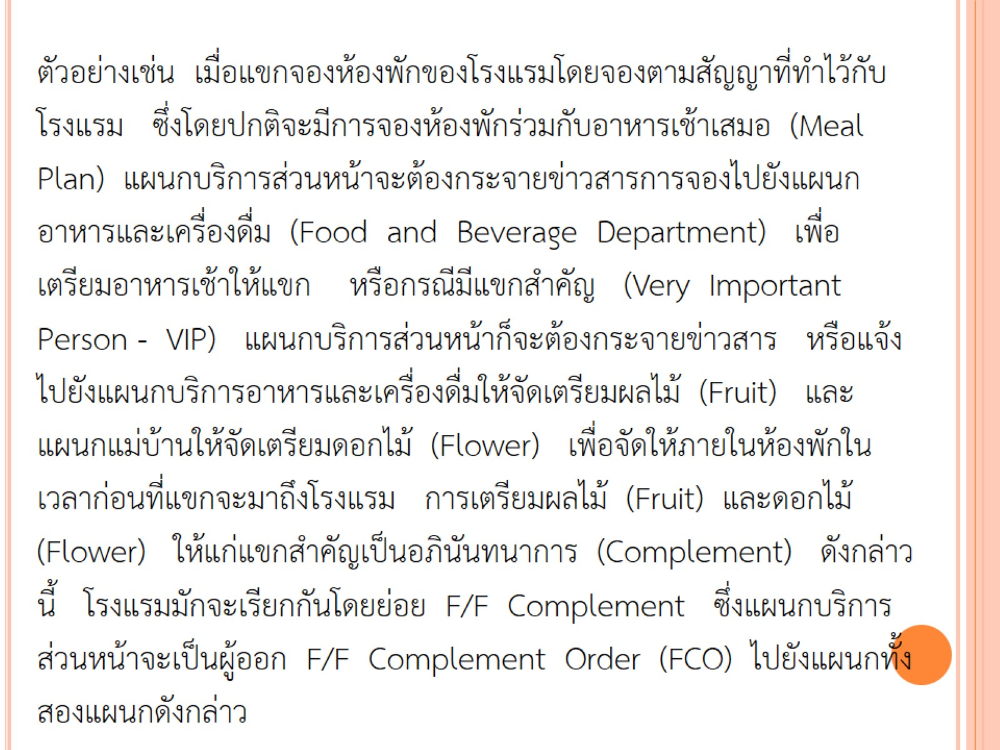 ตัวอย่างเช่น เมื่อแขกจองห้องพักของโรงแรมโดยจองตามสัญญาที่ทำไว้กับ
โรงแรม ซึ่งโดยปกติจะมีการจองห้องพักร่วมกับอาหารเช้าเสมอ (Meal
Plan) แผนกบริการส่วนหน้าจะต้องกระจายข่าวสารการจองไปยังแผนก
อาหารและเครื่องดื่ม (Food and Beverage Department) เพื่อ
เตรียมอาหารเช้าให้แขก หรือกรณีมีแขกสำคัญ (Very Important
Person - VIP) แผนกบริการส่วนหน้าก็จะต้องกระจายข่าวสาร หรือแจ้ง
ไปยังแผนกบริการอาหารและเครื่องดื่มให้จัดเตรียมผลไม้ (Fruit) และ
แผนกแม่บ้านให้จัดเตรียมดอกไม้ (Flower) เพื่อจัดให้ภายในห้องพักใน
เวลาก่อนที่แขกจะมาถึงโรงแรม การเตรียมผลไม้ (Fruit) และดอกไม้
(Flower) ให้แก่แขกสำคัญเป็นอภินันทนาการ (Complement) ดังกล่าว
นี้ โรงแรมมักจะเรียกกันโดยย่อย F/F Complement ซึ่งแผนกบริการ
ส่วนหน้าจะเป็นผู้ออก F/F Complement Order (FCO) ไปยังแผนกทั้ง
สองแผนกดังกล่าว